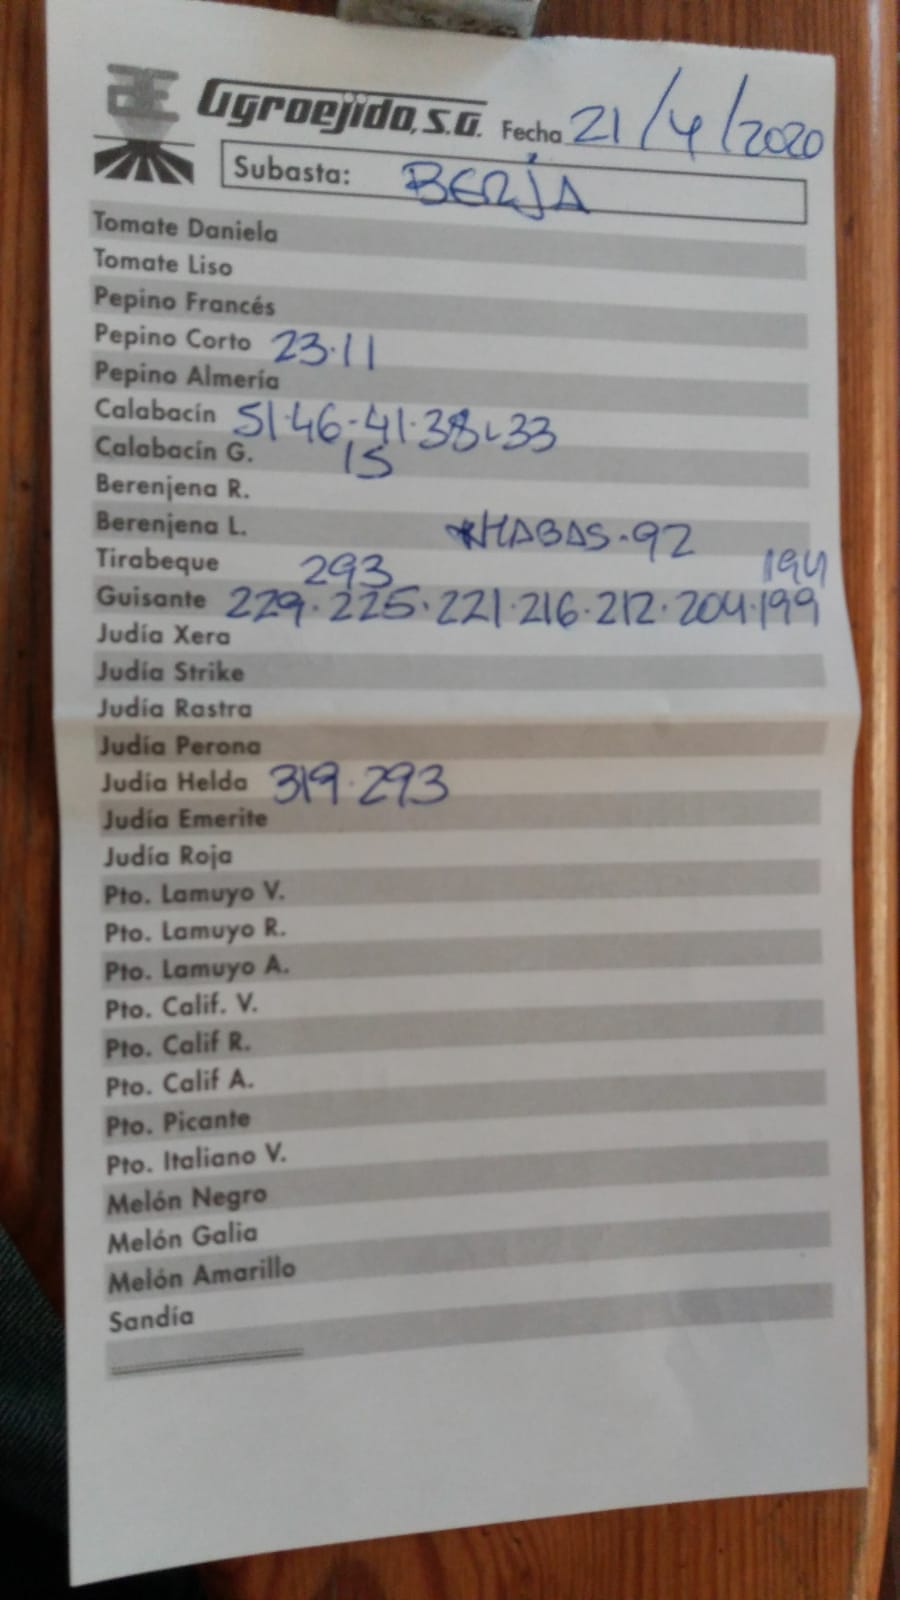 Agroejido, S.A. Fecha 21/4/2020
Subasta: BERJA
Tomate Daniela
Tomate Liso
Pepino Francés
Pepino Corto 23·11
Pepino Almería
Calabacín 51·46·41·38·33
Calabacín G. 15
Berenjena R.
Berenjena L. *HABAS·92
Tirabeque 293 194
Guisante 229·225·221·216·212·204·199
Judía Xera
Judía Strike
Judía Rastra
Judía Perona
Judía Helda 319·293
Judía Emerite
Judía Roja
Pto. Lamuyo V.
Pto. Lamuyo R.
Pto. Lamuyo A.
Pto. Calif. V.
Pto. Calif R.
Pto. Calif A.
Pto. Picante
Pto. Italiano V.
Melón Negro
Melón Galia
Melón Amarillo
Sandía